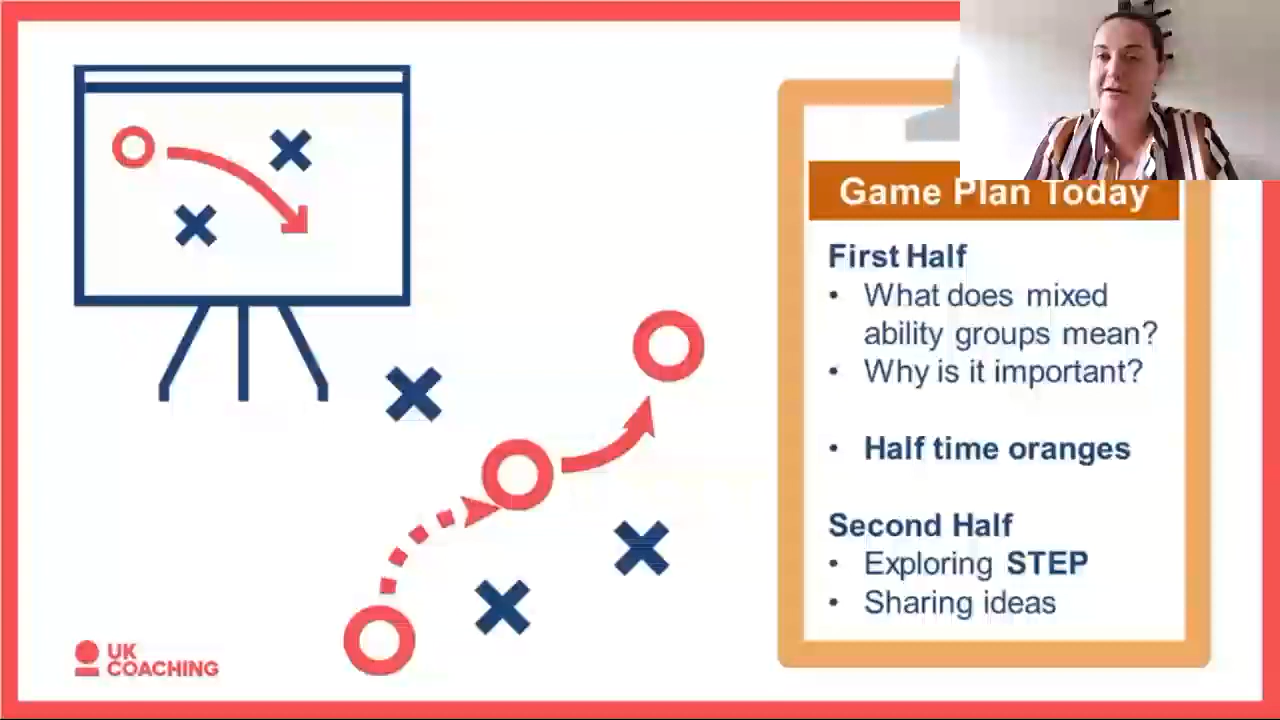 Game Plan Today
First Half
• What does mixed
ability groups mean?
• Why is it important?
• Half time oranges
Second Half
• Exploring STEP
• Sharing ideas
UK
COACHING